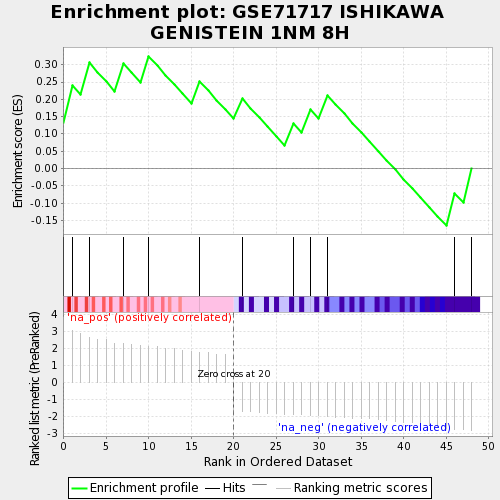 Enrichment plot: GSE71717 ISHIKAWA
GENISTEIN 1NM 8H
Enrichment score (ES)
0.30
0.25
0.20
0.15
0.10
0.05
0.00
-0.05
-0.10
-0.15
Ranked list metric (PreRanked)
4
3
2
1
0
-1
-2
-3
'na_pos' (positively correlated)
Zero cross at 20
'na_neg' (negatively correlated)
0 5 10 15 20 25 30 35 40 45 50
Rank in Ordered Dataset
Enrichment profile Hits Ranking metric scores